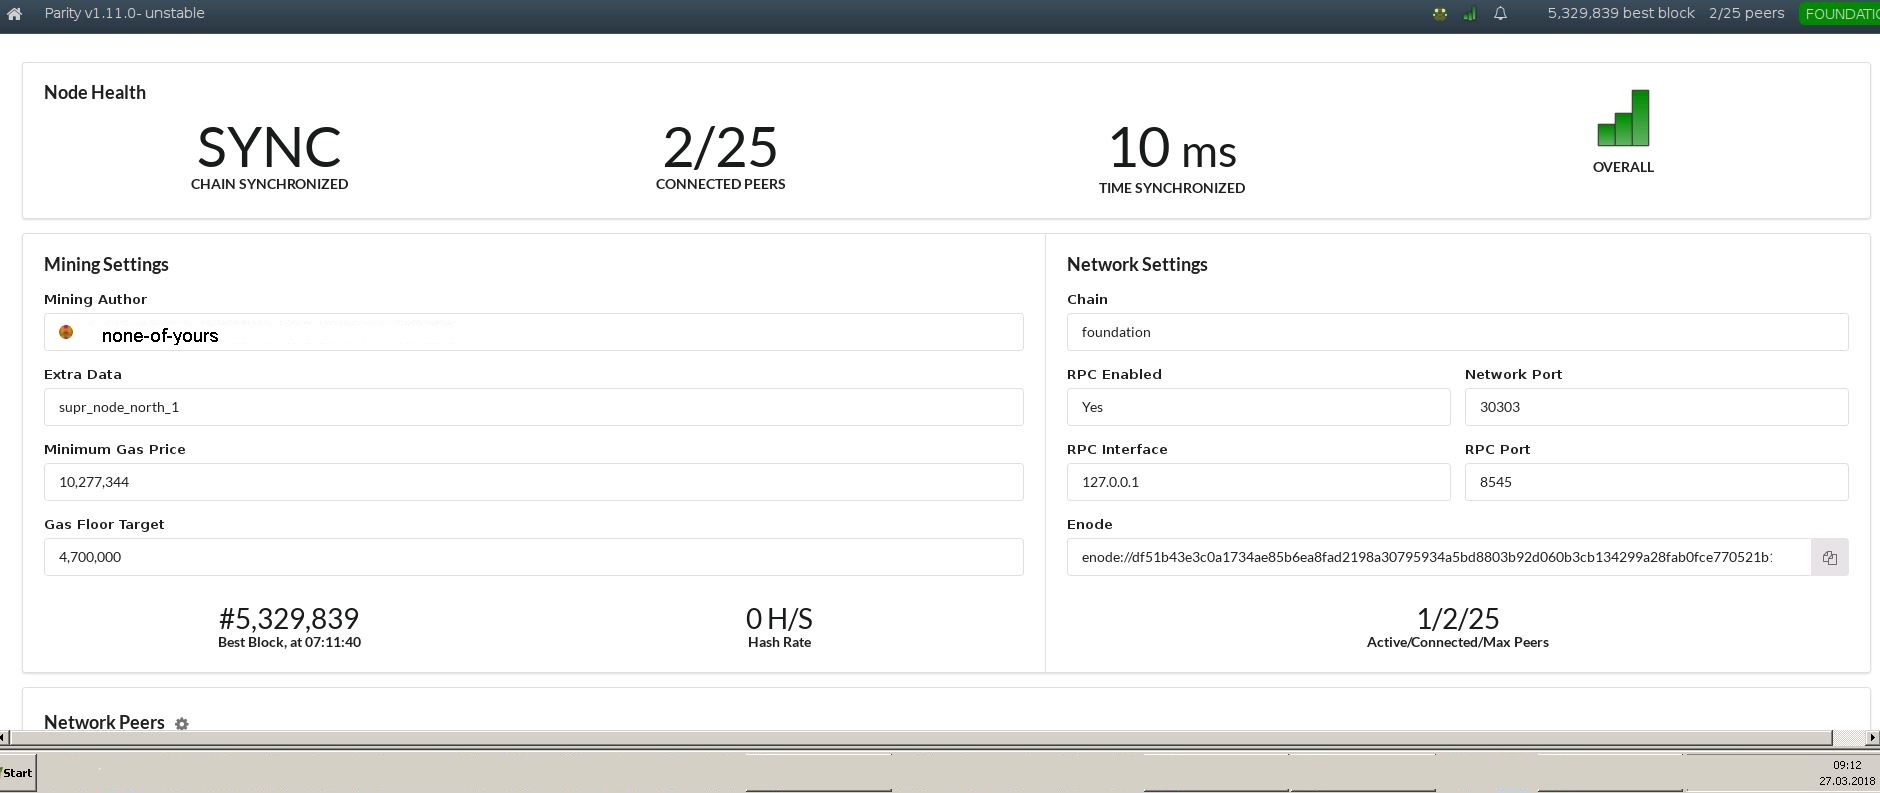 Parity v1.11.0- unstable
5,329,839 best block 2/25 peers FOUNDATIO
Node Health
SYNC
CHAIN SYNCHRONIZED
2/25
CONNECTED PEERS
10 ms
TIME SYNCHRONIZED
OVERALL
Mining Settings
Mining Author
none-of-yours
Extra Data
supr_node_north_1
Minimum Gas Price
10,277,344
Gas Floor Target
4,700,000
#5,329,839
Best Block, at 07:11:40
0 H/S
Hash Rate
Network Settings
Chain
foundation
RPC Enabled
Yes
Network Port
30303
RPC Interface
127.0.0.1
RPC Port
8545
Enode
enode://df51b43e3c0a1734ae85b6ea8fad2198a30795934a5bd8803b92d060b3cb134299a28fab0fce770521b
1/2/25
Active/Connected/Max Peers
Network Peers
Start
09:12
27.03.2018